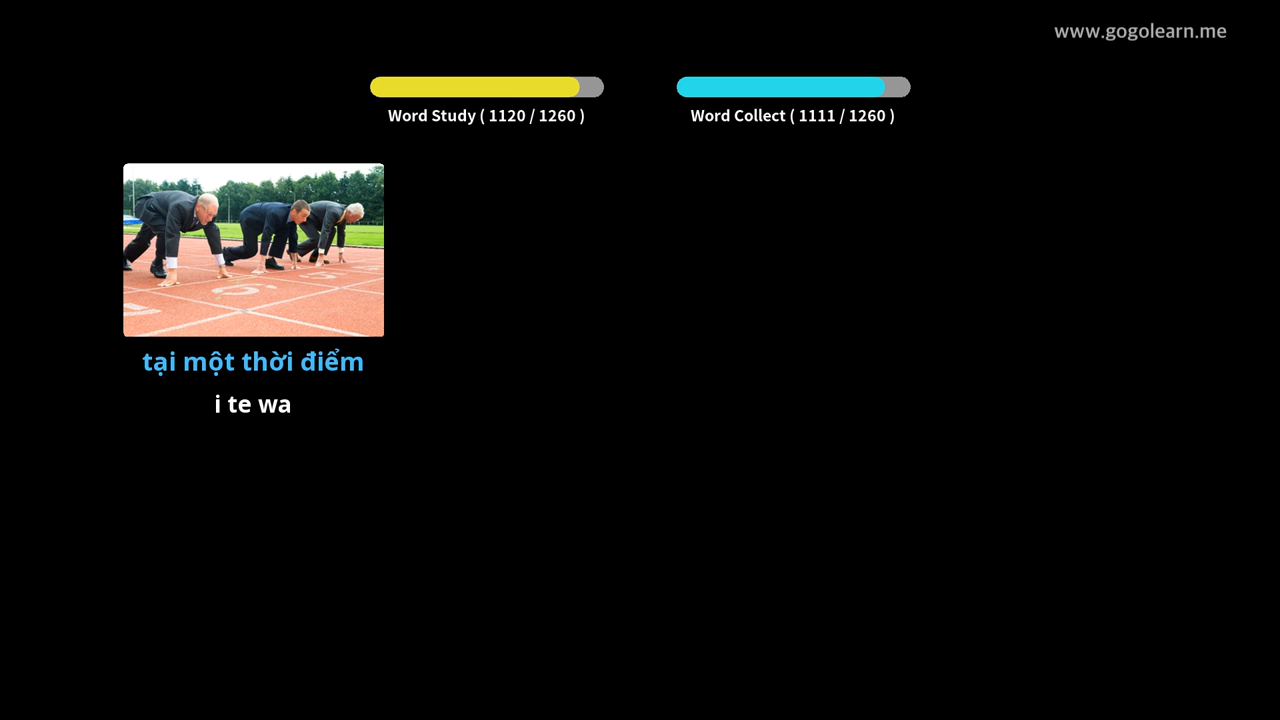 www.gogolearn.me
Word Study ( 1120 / 1260 )
Word Collect ( 1111 / 1260 )
tại một thời điểm
i te wa